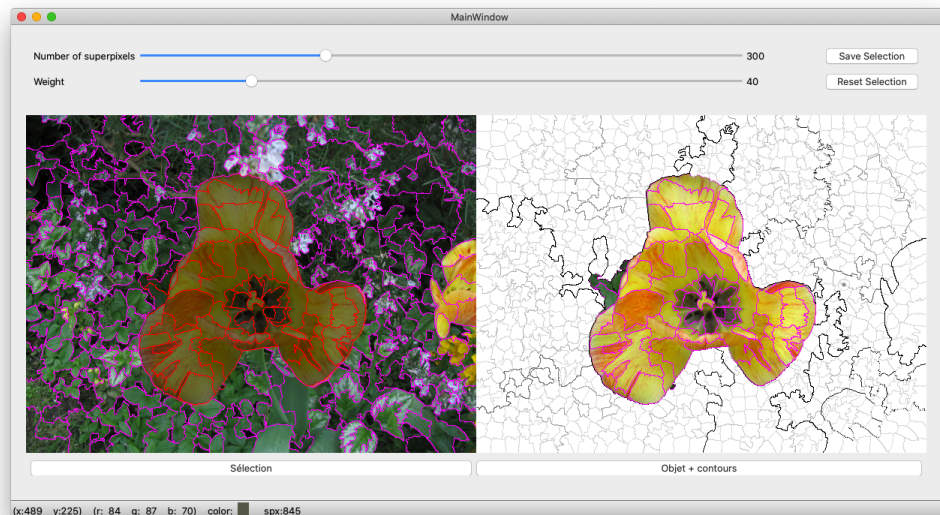 MainWindow
Number of superpixels 300 Save Selection
Weight 40 Reset Selection
Sélection Objet + contours
(x:489 y:225) (r: 84 g: 87 b: 70) color: spx:845